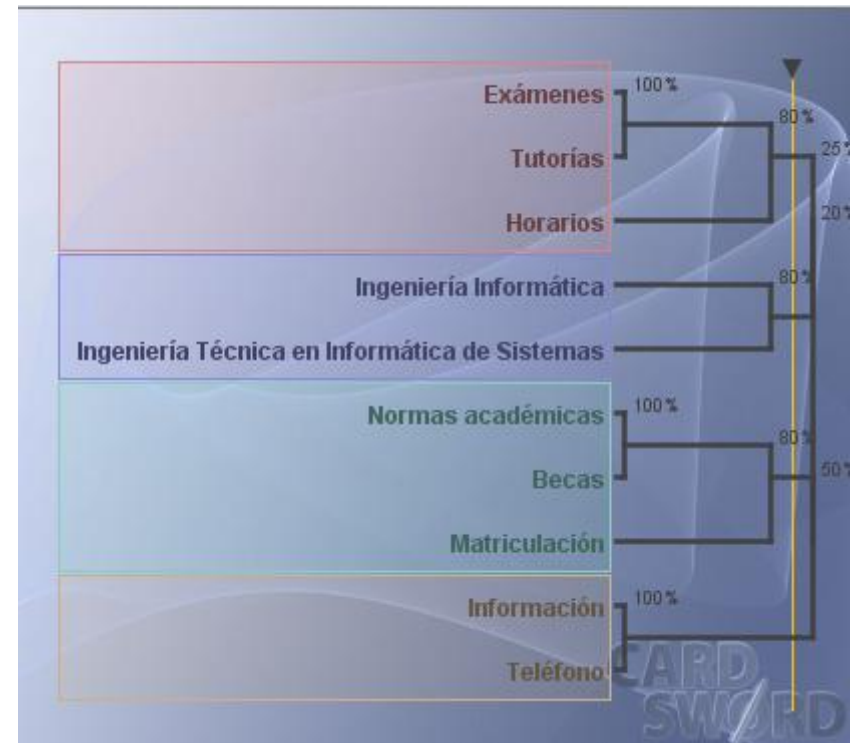 Exámenes
100%
80%
Tutorías
25%
Horarios
20%
Ingeniería Informática
80%
Ingeniería Técnica en Informática de Sistemas
Normas académicas
100%
80%
Becas
50%
Matriculación
Información
100%
Teléfono
CARD
SWORD